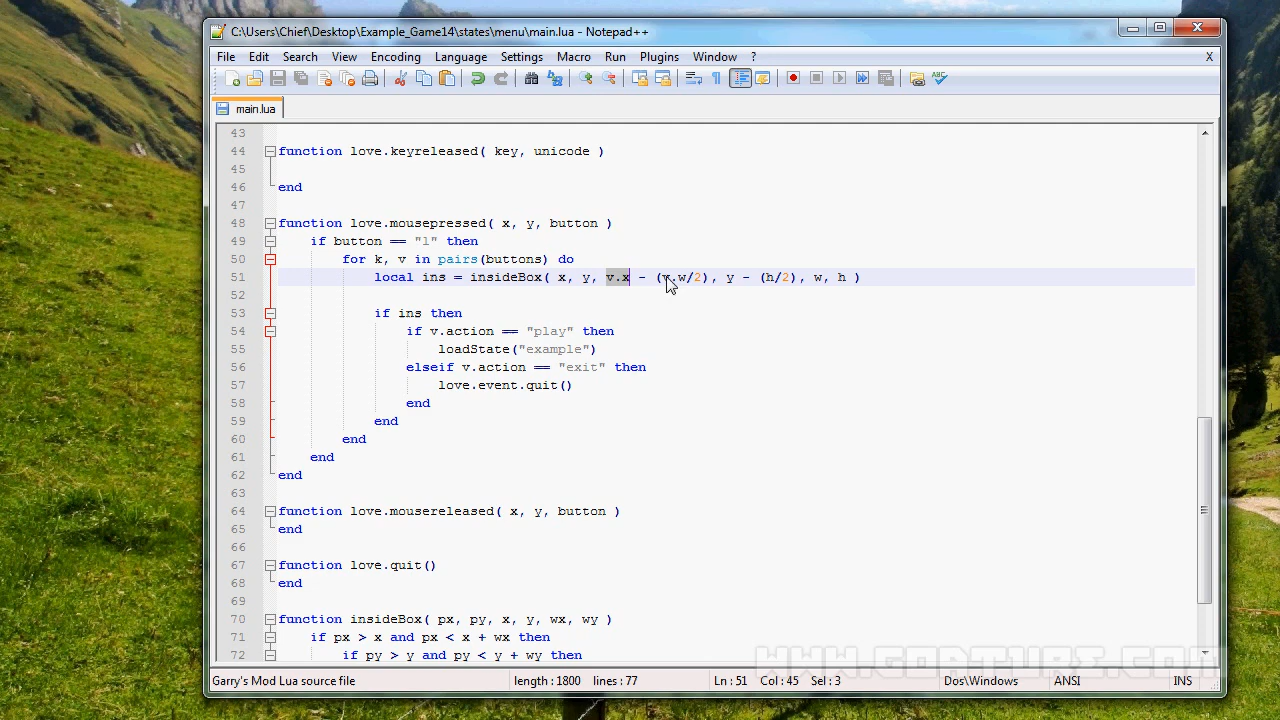 C:\Users\Chief\Desktop\Example_Game14\states\menu\main.lua - Notepad++
File Edit Search View Encoding Language Settings Macro Run Plugins Window ? X
main.lua
43
44 function love.keyreleased( key, unicode )
45
46 end
47
48 function love.mousepressed( x, y, button )
49 if button == "l" then
50 for k, v in pairs(buttons) do
51 local ins = insideBox( x, y, v.x - (v.w/2), y - (h/2), w, h )
52
53 if ins then
54 if v.action == "play" then
55 loadState("example")
56 elseif v.action == "exit" then
57 love.event.quit()
58 end
59 end
60 end
61 end
62 end
63
64 function love.mousereleased( x, y, button )
65 end
66
67 function love.quit()
68 end
69
70 function insideBox( px, py, x, y, wx, wy )
71 if px > x and px < x + wx then
72 if py > y and py < y + wy then
Garry's Mod Lua source file length : 1800 lines : 77 Ln : 51 Col : 45 Sel : 3 Dos\Windows ANSI INS